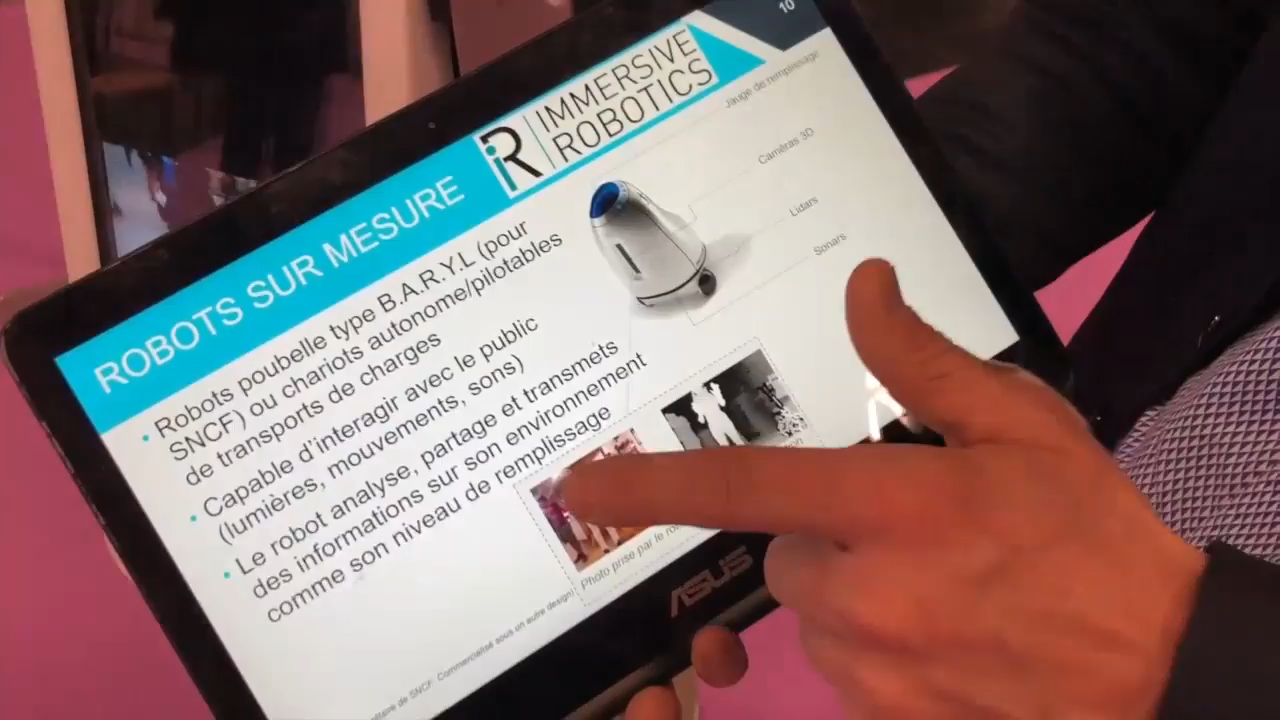 10
iR IMMERSIVE
ROBOTICS
ROBOTS SUR MESURE
• Robots poubelle type B.A.R.Y.L (pour
SNCF) ou chariots autonome/pilotables
de transports de charges
• Capable d'interagir avec le public
(lumières, mouvements, sons)
• Le robot analyse, partage et transmets
des informations sur son environnement
comme son niveau de remplissage
Jauge de remplissage
Caméras 3D
Lidars
Sonars
Photo prise par le
de SNCF. Commercialisé sous un autre design)
ASUS